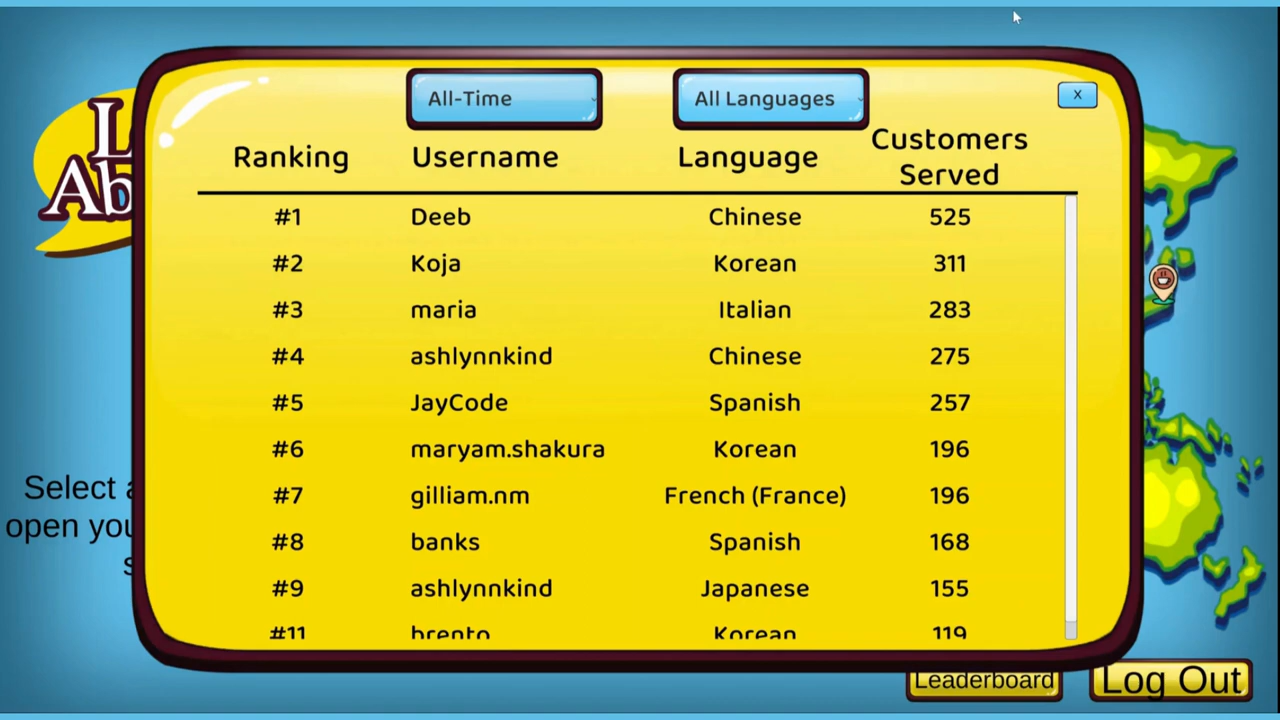 All-Time
All Languages
X
Ranking
Username
Language
Customers
Served
#1 Deeb Chinese 525
#2 Koja Korean 311
#3 maria Italian 283
#4 ashlynnkind Chinese 275
#5 JayCode Spanish 257
#6 maryam.shakura Korean 196
#7 gilliam.nm French (France) 196
#8 banks Spanish 168
#9 ashlynnkind Japanese 155
#11 brento Korean 119
Select
open
Leaderboard
Log Out